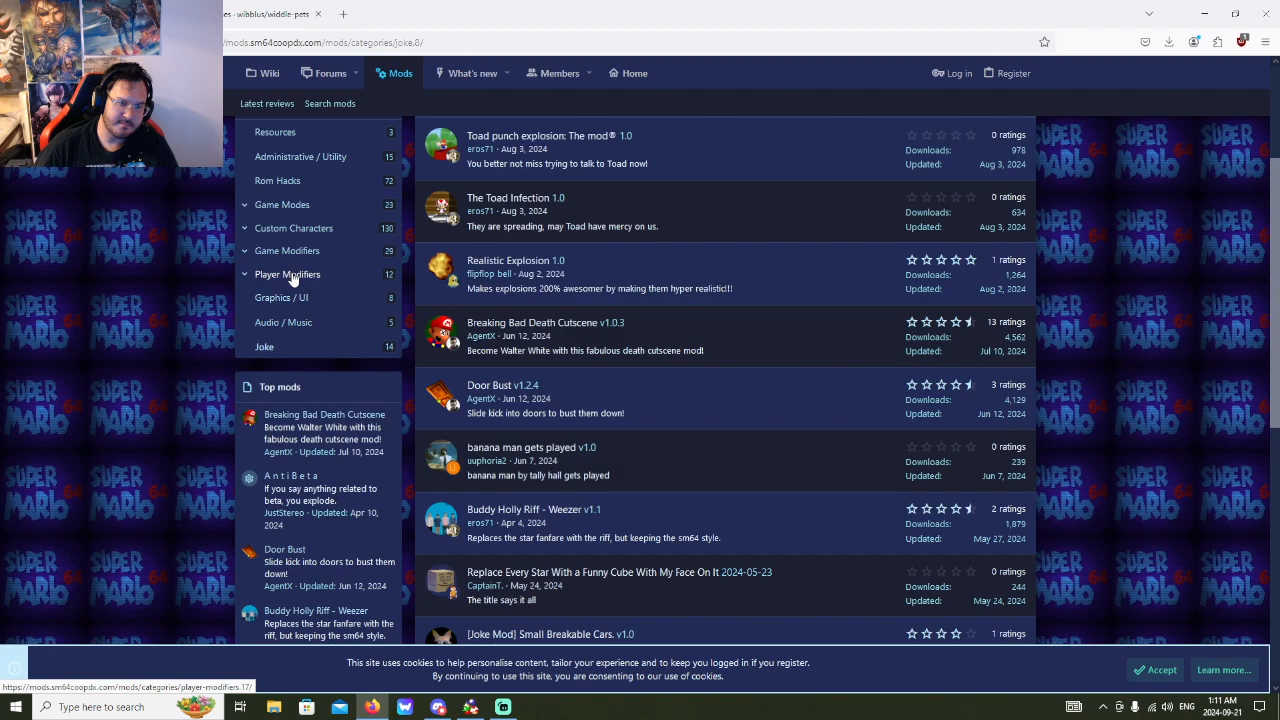 es - wiblbo -
/mods.sm64coopdx.com/mods/categories/joke.8/
Wiki
Forums
Mods
What's new
Members
Home
Log in
Register
Latest reviews
Search mods
Resources 3
Administrative / Utility 15
Rom Hacks 72
Game Modes 23
Custom Characters 130
Game Modifiers 29
Player Modifiers 12
Graphics / UI 8
Audio / Music 5
Joke 14
Top mods
Breaking Bad Death Cutscene
Become Walter White with this
fabulous death cutscene mod!
AgentX · Updated: Jul 10, 2024
A n t i B e t a
If you say anything related to
beta, you explode.
JustStereo · Updated: Apr 10,
2024
Door Bust
Slide kick into doors to bust them
down!
AgentX · Updated: Jun 12, 2024
Buddy Holly Riff - Weezer
Replaces the star fanfare with the
riff, but keeping the sm64 style.
Toad punch explosion: The mod® 1.0
eros71 · Aug 3, 2024
You better not miss trying to talk to Toad now!
0 ratings
Downloads: 978
Updated: Aug 3, 2024
The Toad Infection 1.0
eros71 · Aug 3, 2024
They are spreading, may Toad have mercy on us.
0 ratings
Downloads: 634
Updated: Aug 3, 2024
Realistic Explosion 1.0
flipflop bell · Aug 2, 2024
Makes explosions 200% awesomer by making them hyper realistic!!!
1 ratings
Downloads: 1,264
Updated: Aug 2, 2024
Breaking Bad Death Cutscene v1.0.3
AgentX · Jun 12, 2024
Become Walter White with this fabulous death cutscene mod!
13 ratings
Downloads: 4,562
Updated: Jul 10, 2024
Door Bust v1.2.4
AgentX · Jun 12, 2024
Slide kick into doors to bust them down!
3 ratings
Downloads: 4,129
Updated: Jun 12, 2024
banana man gets played v1.0
uuphoria2 · Jun 7, 2024
banana man by tally hall gets played
0 ratings
Downloads: 239
Updated: Jun 7, 2024
Buddy Holly Riff - Weezer v1.1
eros71 · Apr 4, 2024
Replaces the star fanfare with the riff, but keeping the sm64 style.
2 ratings
Downloads: 1,879
Updated: May 27, 2024
Replace Every Star With a Funny Cube With My Face On It 2024-05-23
CaptainT. · May 24, 2024
The title says it all
0 ratings
Downloads: 244
Updated: May 24, 2024
[Joke Mod] Small Breakable Cars. v1.0
1 ratings
SUPER
MARIO
64
This site uses cookies to help personalise content, tailor your experience and to keep you logged in if you register.
By continuing to use this site, you are consenting to our use of cookies.
Accept
Learn more...
https://mods.sm64coopdx.com/mods/categories/player-modifiers.17/
Type here to search
1:11 AM
2024-09-21